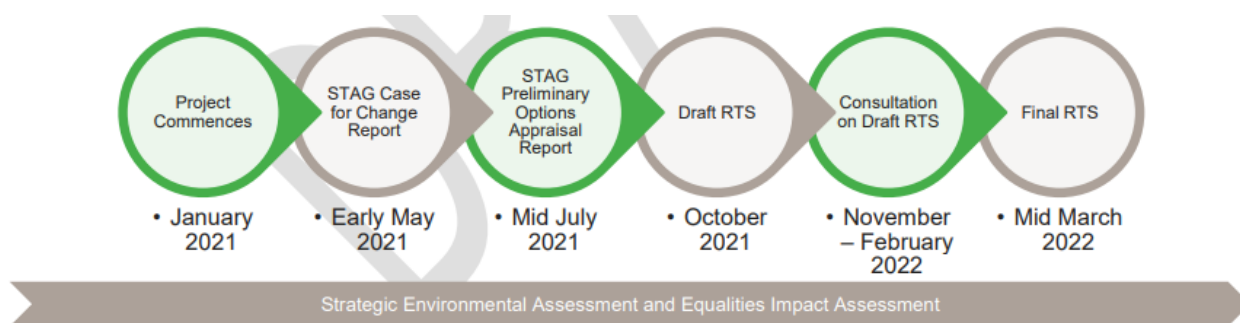 Project
Commences
STAG Case
for Change
Report
STAG
Preliminary
Options
Appraisal
Report
Draft RTS
Consultation
on Draft RTS
Final RTS
• January
2021
• Early May
2021
• Mid July
2021
• October
2021
• November
– February
2022
• Mid March
2022
Strategic Environmental Assessment and Equalities Impact Assessment